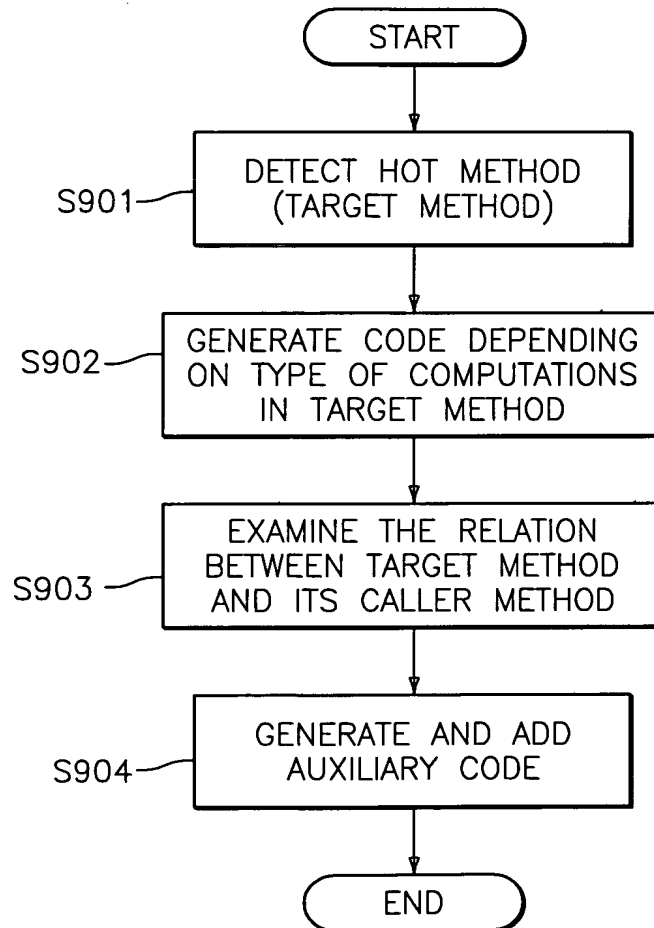 START
S901
DETECT HOT METHOD
(TARGET METHOD)
S902
GENERATE CODE DEPENDING
ON TYPE OF COMPUTATIONS
IN TARGET METHOD
S903
EXAMINE THE RELATION
BETWEEN TARGET METHOD
AND ITS CALLER METHOD
S904
GENERATE AND ADD
AUXILIARY CODE
END